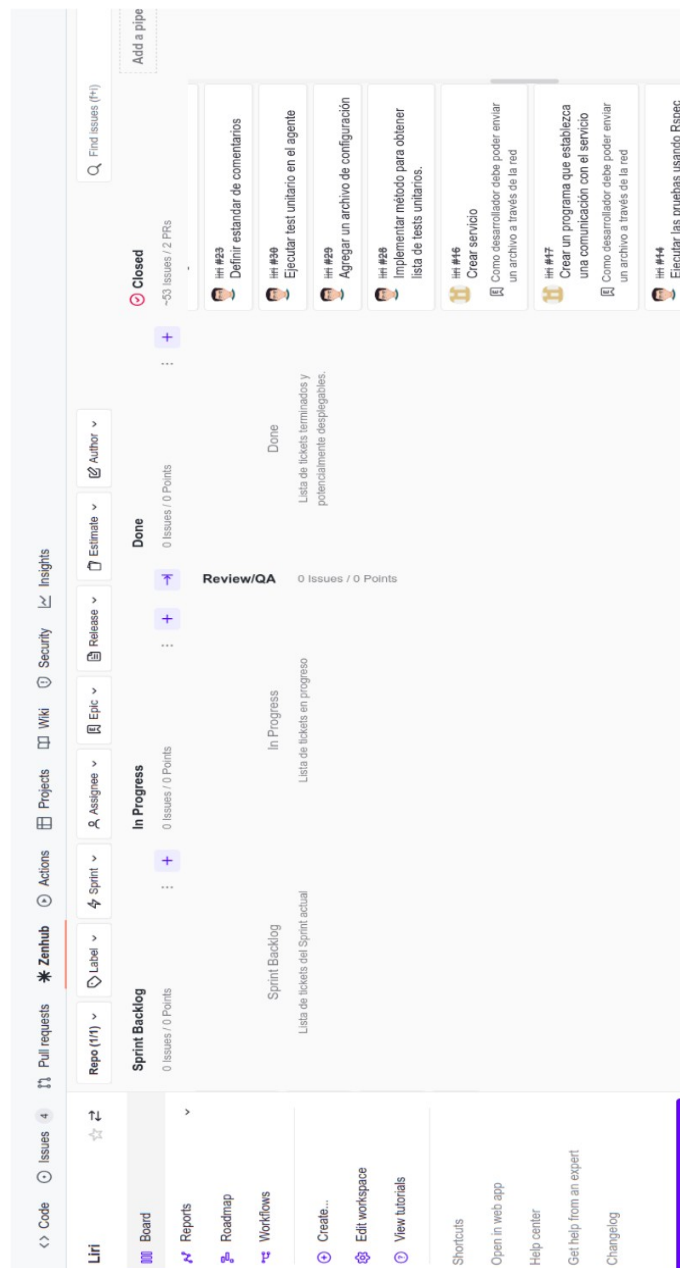 Code
Issues 4
Pull requests
Zenhub
Actions
Projects
Wiki
Security
Insights
Liri
Repo (1/1)
Label
Sprint
Assignee
Epic
Release
Estimate
Author
Find issues (f+i)
Board
Reports
Roadmap
Workflows
Create...
Edit workspace
View tutorials
Shortcuts
Open in web app
Help center
Get help from an expert
Changelog
Sprint Backlog
0 Issues / 0 Points
Sprint Backlog
Lista de tickets del Sprint actual
In Progress
0 Issues / 0 Points
In Progress
Lista de tickets en progreso
Review/QA 0 Issues / 0 Points
Done
0 Issues / 0 Points
Done
Lista de tickets terminados y
potencialmente desplegables.
Closed
~53 Issues / 2 PRs
liri #23
Definir estandar de comentarios
liri #30
Ejecutar test unitario en el agente
liri #29
Agregar un archivo de configuración
liri #28
Implementar método para obtener
lista de tests unitarios.
liri #16
Crear servicio
Como desarrollador debe poder enviar
un archivo a través de la red
liri #17
Crear un programa que establezca
una comunicación con el servicio
Como desarrollador debe poder enviar
un archivo a través de la red
liri #14
Ejecutar las pruebas usando Rspec
Add a pipe